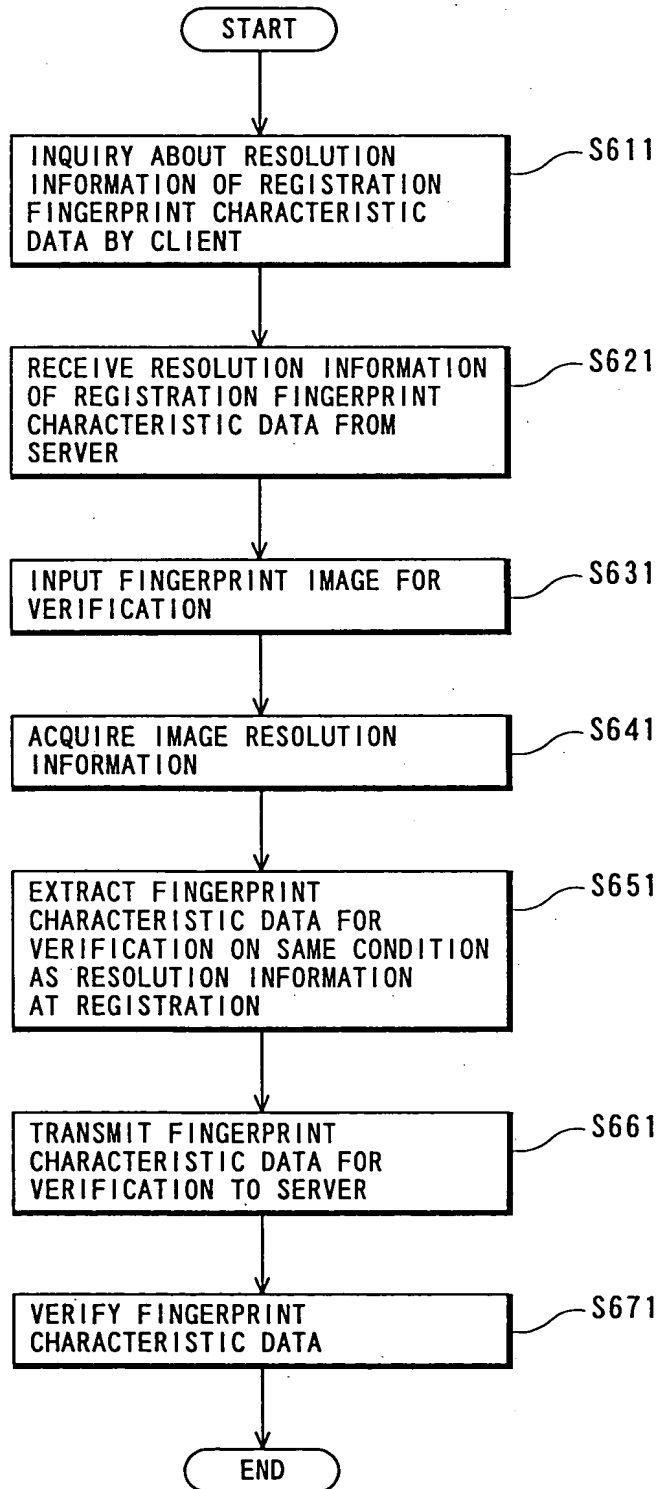 START
INQUIRY ABOUT RESOLUTION
INFORMATION OF REGISTRATION
FINGERPRINT CHARACTERISTIC
DATA BY CLIENT
S611
RECEIVE RESOLUTION INFORMATION
OF REGISTRATION FINGERPRINT
CHARACTERISTIC DATA FROM
SERVER
S621
INPUT FINGERPRINT IMAGE FOR
VERIFICATION
S631
ACQUIRE IMAGE RESOLUTION
INFORMATION
S641
EXTRACT FINGERPRINT
CHARACTERISTIC DATA FOR
VERIFICATION ON SAME CONDITION
AS RESOLUTION INFORMATION
AT REGISTRATION
S651
TRANSMIT FINGERPRINT
CHARACTERISTIC DATA FOR
VERIFICATION TO SERVER
S661
VERIFY FINGERPRINT
CHARACTERISTIC DATA
S671
END